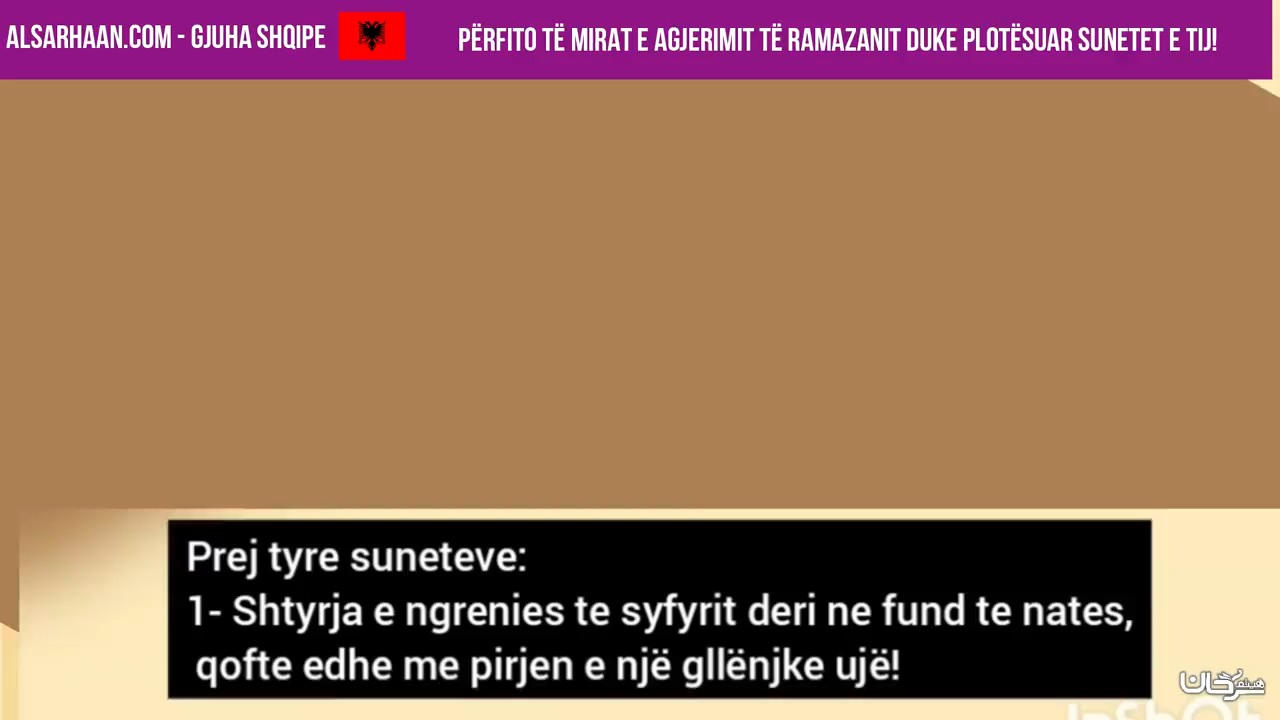 ALSARHAAN.COM - GJUHA SHQIPE
PËRFITO TË MIRAT E AGJERIMIT TË RAMAZANIT DUKE PLOTËSUAR SUNETET E TIJ!
Prej tyre suneteve:
1- Shtyrja e ngrenies te syfyrit deri ne fund te nates,
qofte edhe me pirjen e një gllënjke ujë!